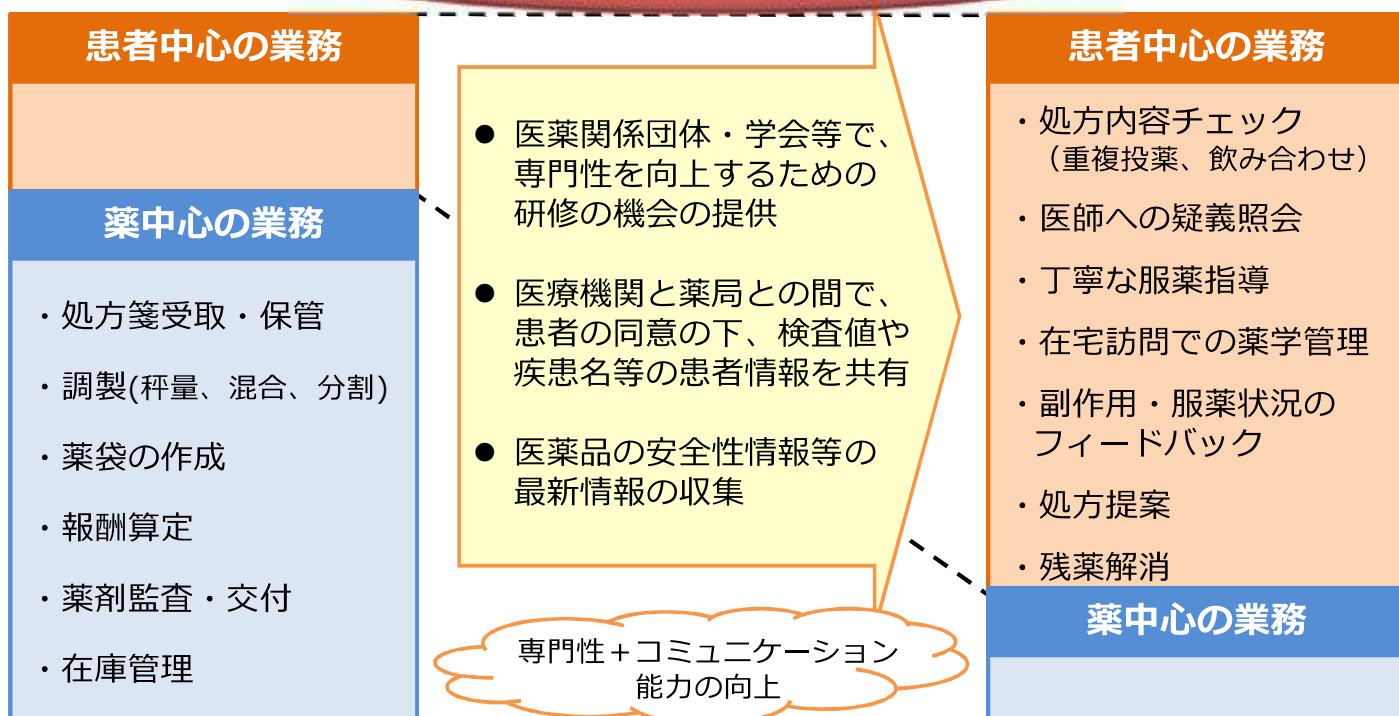 患者中心の業務
薬中心の業務
・処方箋受取・保管
・調製(秤量、混合、分割)
・薬袋の作成
・報酬算定
・薬剤監査・交付
・在庫管理
● 医薬関係団体・学会等で、
専門性を向上するための
研修の機会の提供
● 医療機関と薬局との間で、
患者の同意の下、検査値や
疾患名等の患者情報を共有
● 医薬品の安全性情報等の
最新情報の収集
専門性＋コミュニケーション
能力の向上
患者中心の業務
・処方内容チェック
（重複投薬、飲み合わせ）
・医師への疑義照会
・丁寧な服薬指導
・在宅訪問での薬学管理
・副作用・服薬状況の
フィードバック
・処方提案
・残薬解消
薬中心の業務